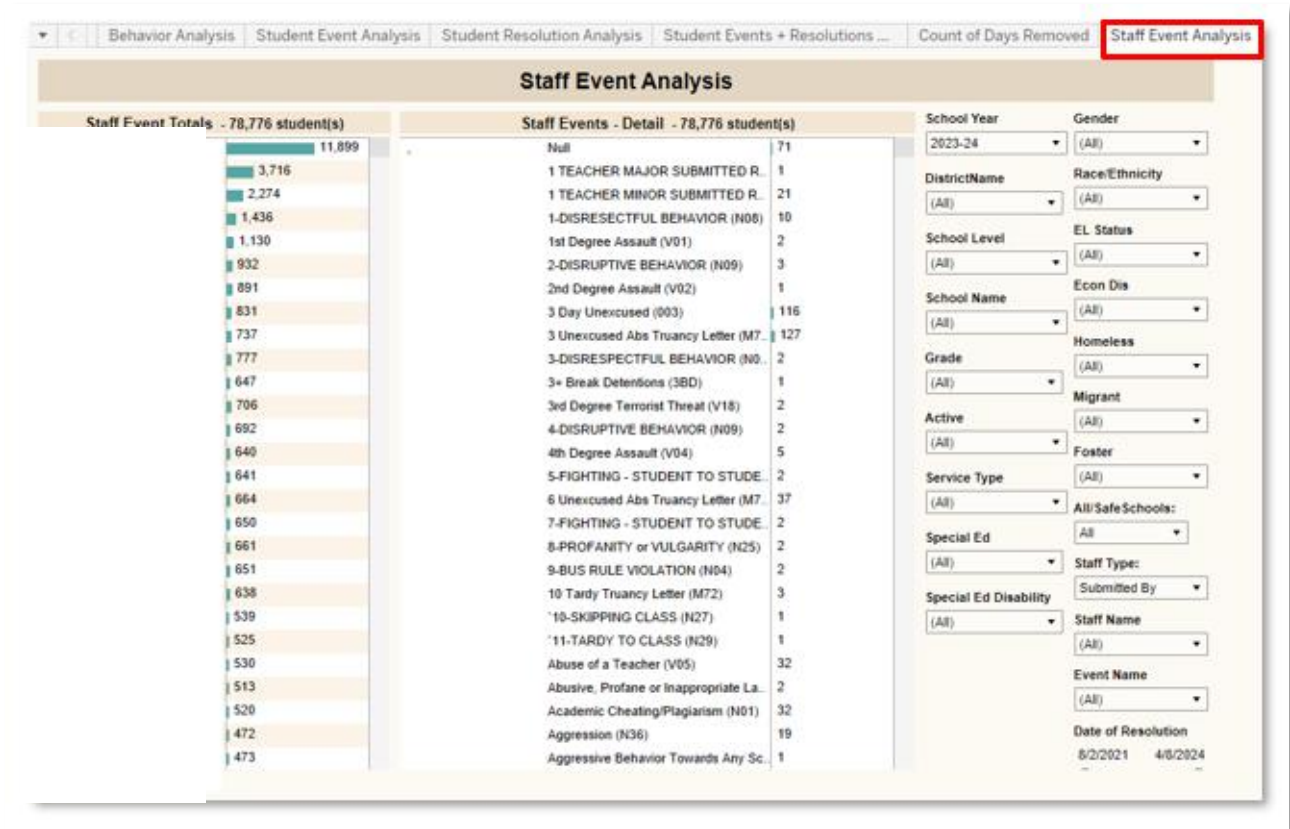 Behavior Analysis
Student Event Analysis
Student Resolution Analysis
Student Events + Resolutions ...
Count of Days Removed
Staff Event Analysis
Staff Event Analysis
Staff Event Totals - 78,776 student(s)
11,899
3,716
2,274
1,436
1,130
932
891
831
737
777
647
706
692
640
641
664
650
661
651
638
539
525
530
513
520
472
473
Staff Events - Detail - 78,776 student(s)
Null 71
1 TEACHER MAJOR SUBMITTED R.. 1
1 TEACHER MINOR SUBMITTED R.. 21
1-DISRESECTFUL BEHAVIOR (N08) 10
1st Degree Assault (V01) 2
2-DISRUPTIVE BEHAVIOR (N09) 3
2nd Degree Assault (V02) 1
3 Day Unexcused (003) 116
3 Unexcused Abs Truancy Letter (M7.. 127
3-DISRESPECTFUL BEHAVIOR (N0.. 2
3+ Break Detentions (3BD) 1
3rd Degree Terrorist Threat (V18) 2
4-DISRUPTIVE BEHAVIOR (N09) 2
4th Degree Assault (V04) 5
5-FIGHTING - STUDENT TO STUDE.. 2
6 Unexcused Abs Truancy Letter (M7.. 37
7-FIGHTING - STUDENT TO STUDE.. 2
8-PROFANITY or VULGARITY (N25) 2
9-BUS RULE VIOLATION (N04) 2
10 Tardy Truancy Letter (M72) 3
`10-SKIPPING CLASS (N27) 1
`11-TARDY TO CLASS (N29) 1
Abuse of a Teacher (V05) 32
Abusive, Profane or Inappropriate La.. 2
Academic Cheating/Plagiarism (N01) 32
Aggression (N36) 19
Aggressive Behavior Towards Any Sc.. 1
School Year
2023-24
DistrictName
(All)
School Level
(All)
School Name
(All)
Grade
(All)
Active
(All)
Service Type
(All)
Special Ed
(All)
Special Ed Disability
(All)
Gender
(All)
Race/Ethnicity
(All)
EL Status
(All)
Econ Dis
(All)
Homeless
(All)
Migrant
(All)
Foster
(All)
All/SafeSchools:
All
Staff Type:
Submitted By
Staff Name
(All)
Event Name
(All)
Date of Resolution
8/2/2021 4/8/2024